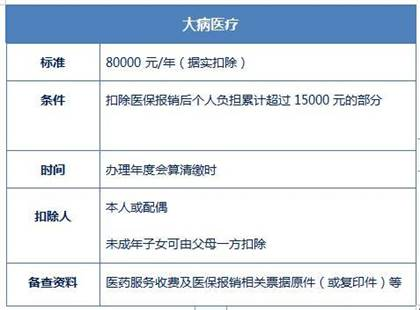 大病医疗
标准
80000 元/年（据实扣除）
条件
扣除医保报销后个人负担累计超过 15000 元的部分
时间
办理年度会算清缴时
扣除人
本人或配偶
未成年子女可由父母一方扣除
备查资料
医药服务收费及医保报销相关票据原件（或复印件）等